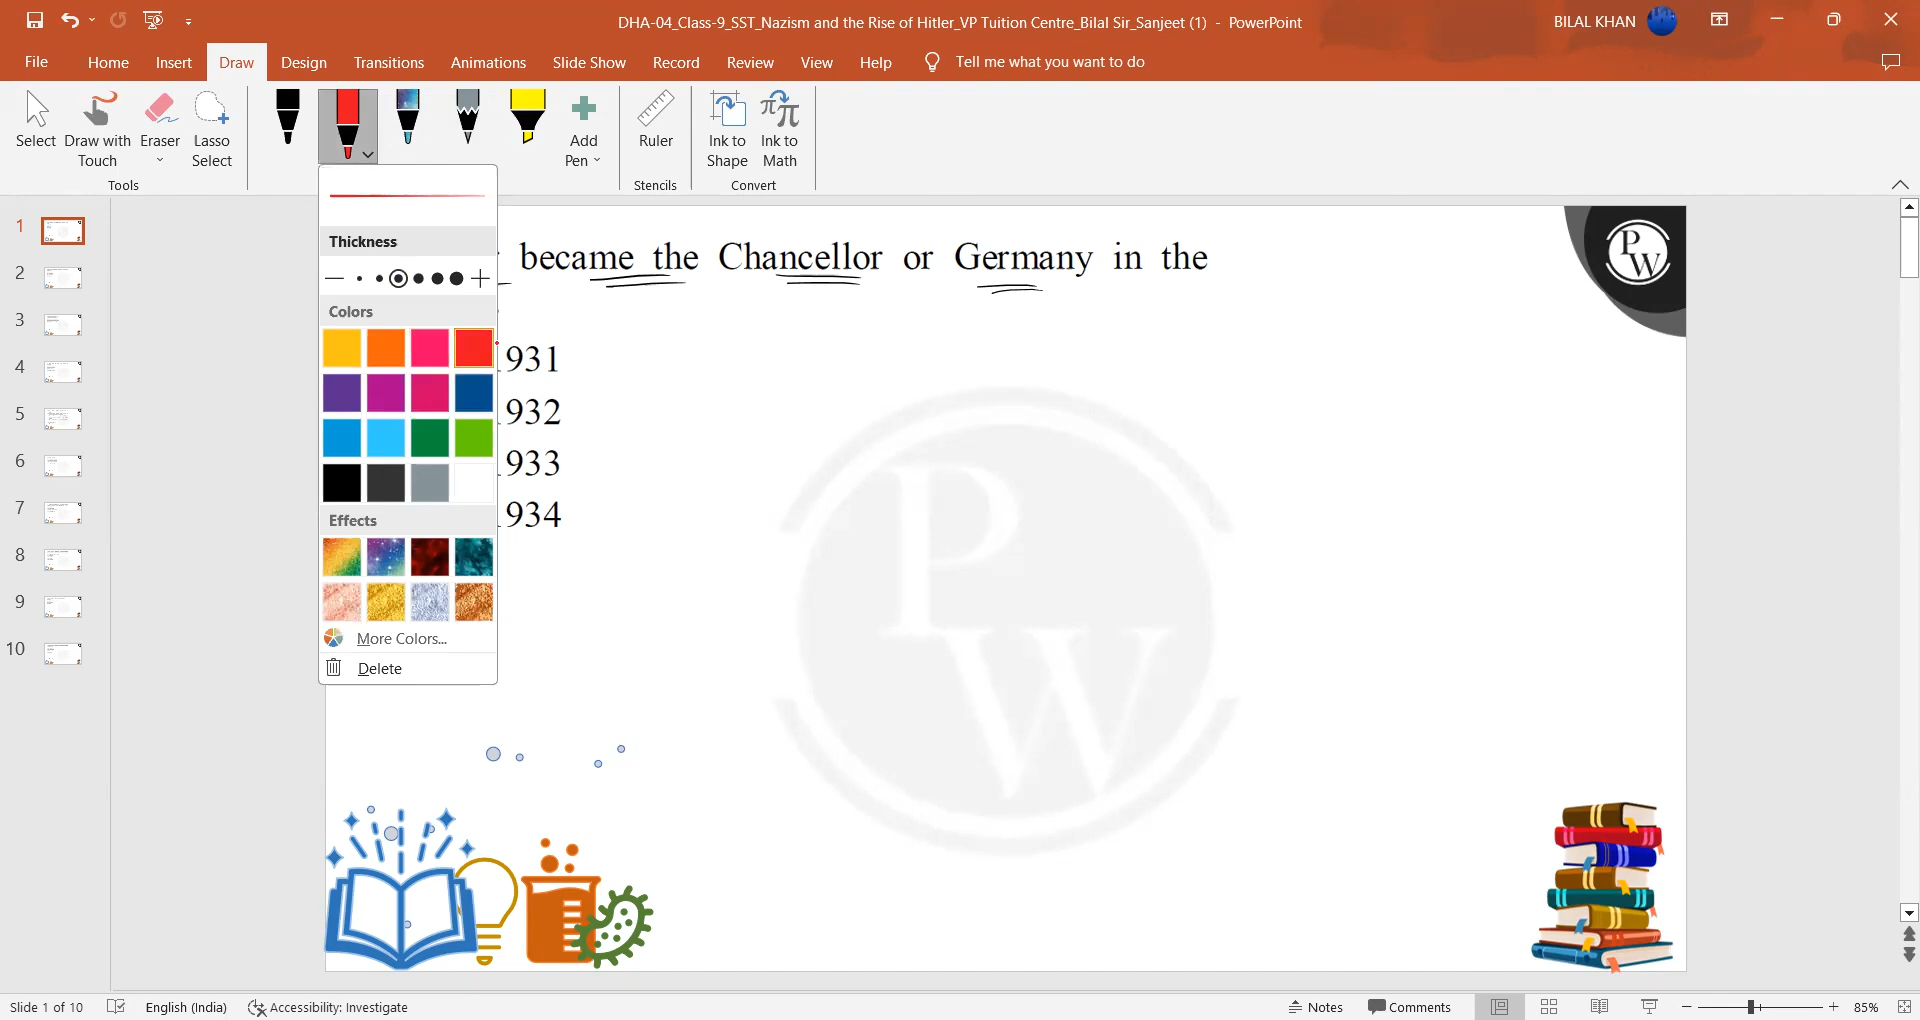 DHA-04_Class-9_SST_Nazism and the Rise of Hitler_VP Tuition Centre_Bilal Sir_Sanjeet (1) - PowerPoint
BILAL KHAN
File Home Insert Draw Design Transitions Animations Slide Show Record Review View Help Tell me what you want to do
Select
Draw with Touch
Eraser
Lasso Select
Add Pen
Ruler
Ink to Shape
Ink to Math
Tools
Stencils
Convert
Thickness
Colors
Effects
More Colors...
Delete
1
2
3
4
5
6
7
8
9
10
became the Chancellor or Germany in the
931
932
933
934
PW
PW
Slide 1 of 10 English (India) Accessibility: Investigate Notes Comments 85%